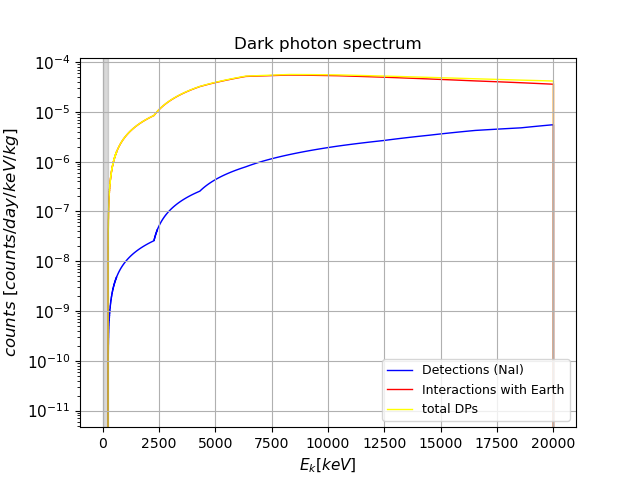 Dark photon spectrum
counts [counts/day/keV/kg]
10⁻⁴
10⁻⁵
10⁻⁶
10⁻⁷
10⁻⁸
10⁻⁹
10⁻¹⁰
10⁻¹¹
Detections (NaI)
Interactions with Earth
total DPs
0 2500 5000 7500 10000 12500 15000 17500 20000
E_k[keV]